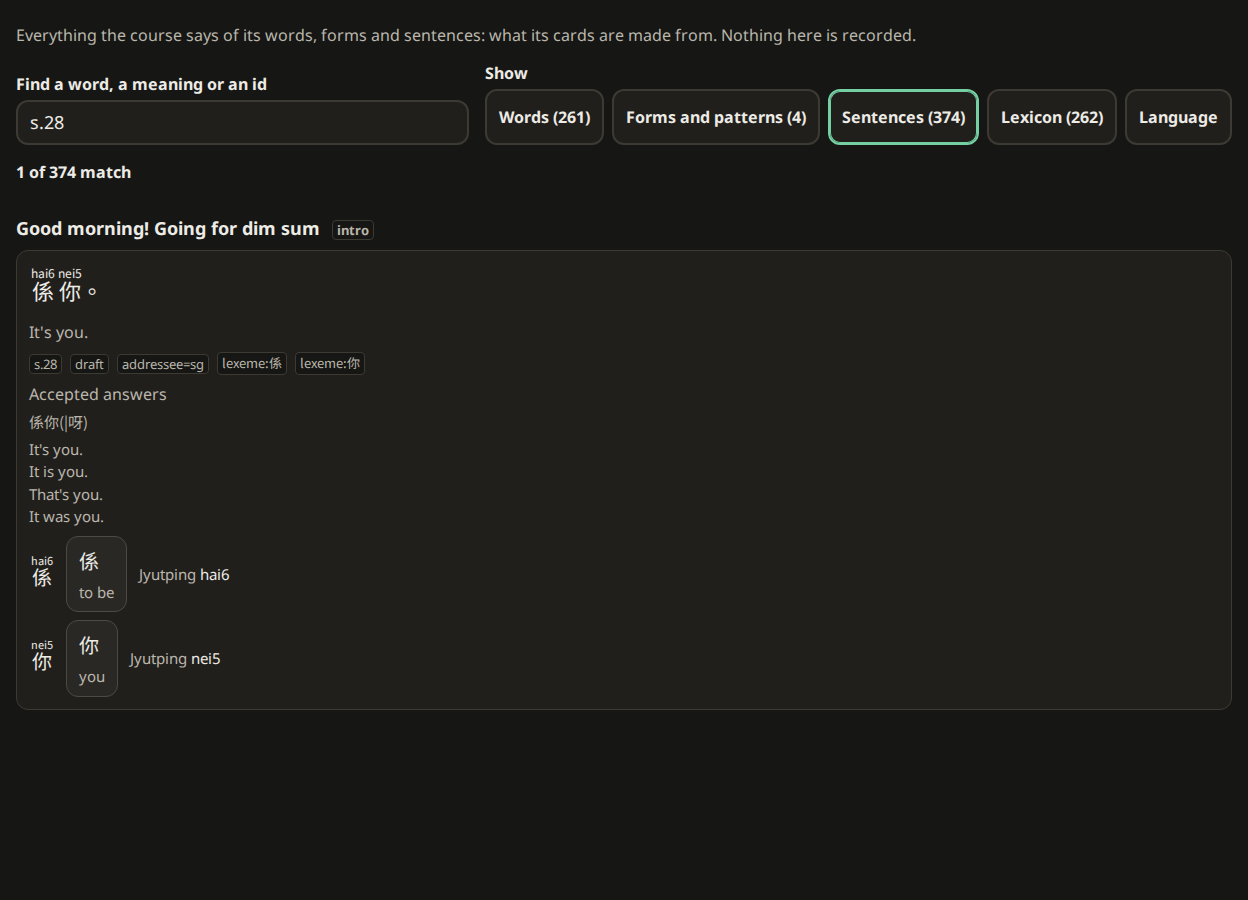 Everything the course says of its words, forms and sentences: what its cards are made from. Nothing here is recorded.
Find a word, a meaning or an id
Show
s.28
Words (261)
Forms and patterns (4)
Sentences (374)
Lexicon (262)
Language
1 of 374 match
Good morning! Going for dim sum intro
hai6 nei5
係你。
It's you.
s.28 draft addressee=sg lexeme:係 lexeme:你
Accepted answers
係你(|呀)
It's you.
It is you.
That's you.
It was you.
hai6
係
係
to be
Jyutping hai6
nei5
你
你
you
Jyutping nei5